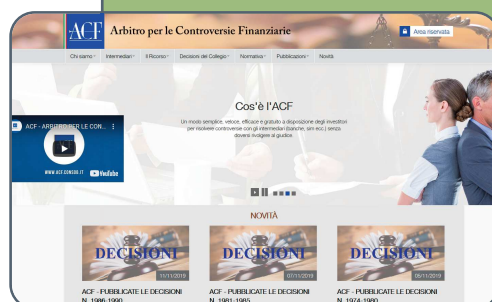 ACF Arbitro per le Controversie Finanziarie
Area riservata
Chi siamo Intermediari Il Ricorso Decisioni del Collegio Normativa Pubblicazioni Novità
Cos'è l'ACF
Un modo semplice, veloce, efficace e gratuito a disposizione degli investitori
per risolvere controversie con gli intermediari (banche, sim ecc.) senza
doversi rivolgere al giudice.
ACF - ARBITRO PER LE CON...
WWW.ACF.CONSOB.IT YouTube
NOVITÀ
DECISIONI
11/11/2019
ACF - PUBBLICATE LE DECISIONI
N. 1986-1990
DECISIONI
07/11/2019
ACF - PUBBLICATE LE DECISIONI
N. 1981-1985
DECISIONI
05/11/2019
ACF - PUBBLICATE LE DECISIONI
N. 1974-1980